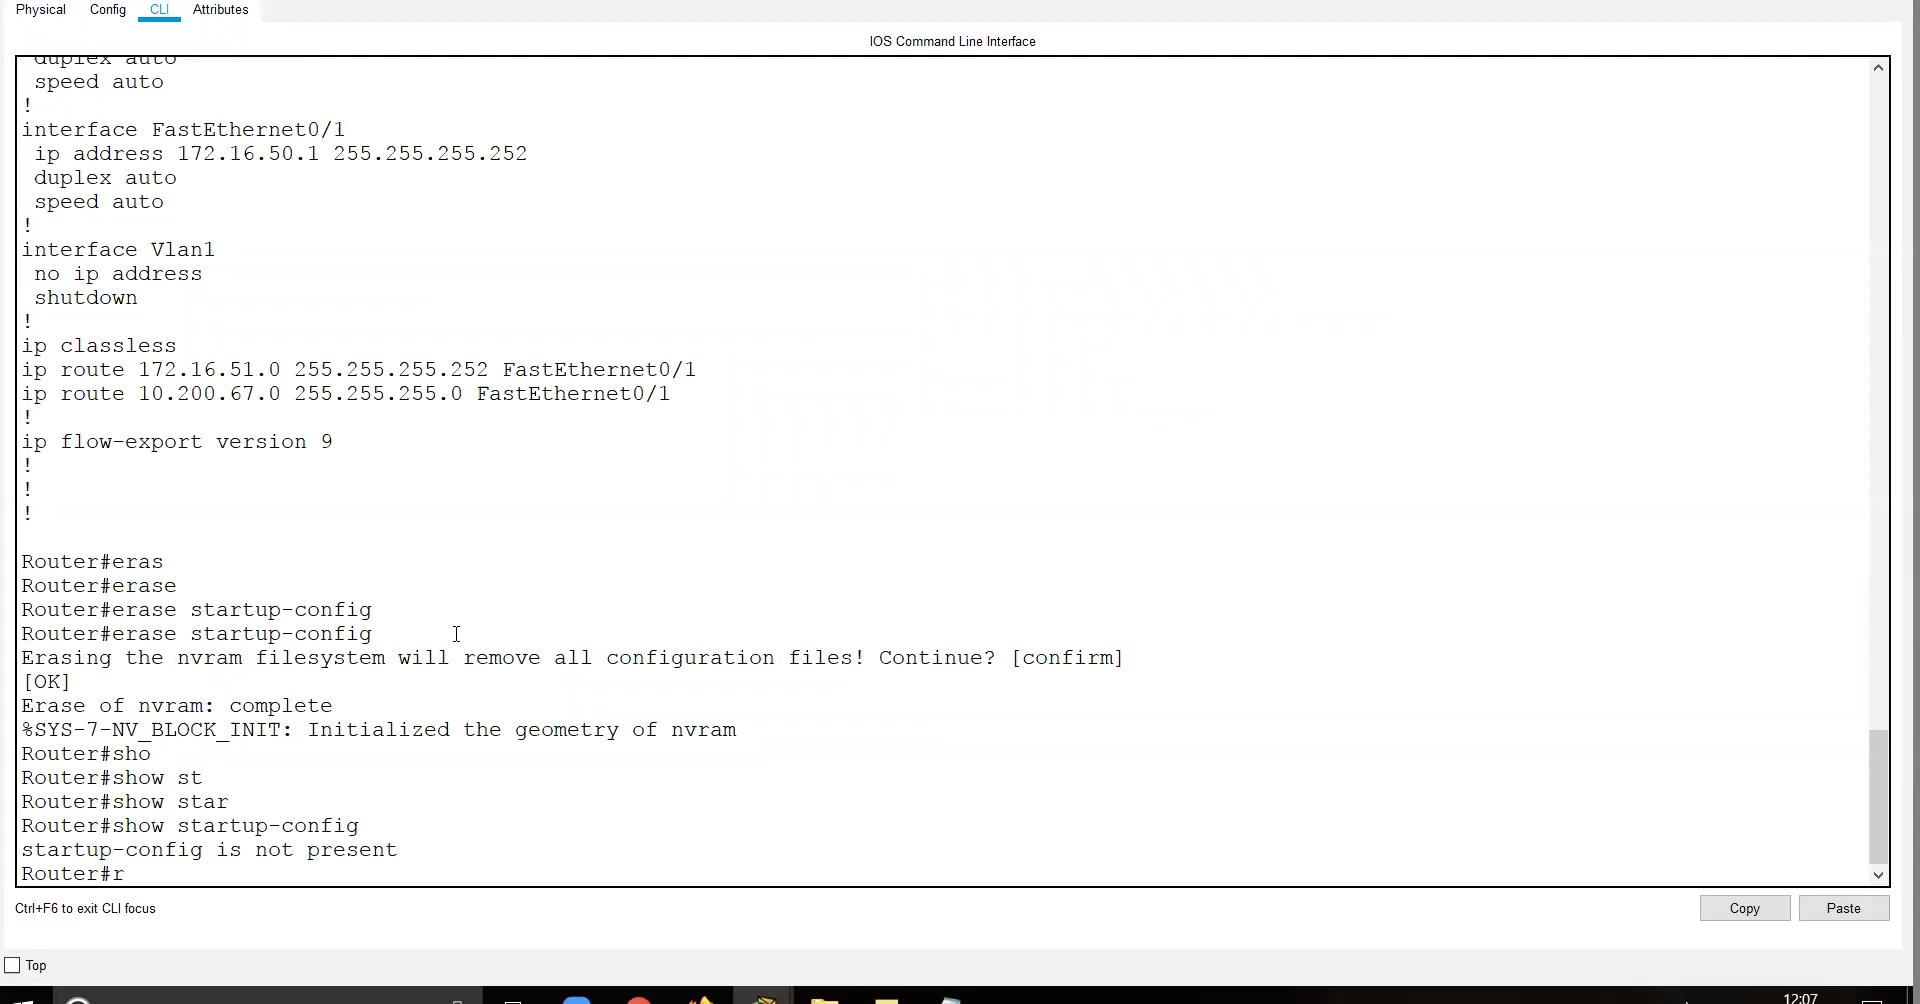 Physical Config CLI Attributes
IOS Command Line Interface
duplex auto
speed auto
!
interface FastEthernet0/1
ip address 172.16.50.1 255.255.255.252
duplex auto
speed auto
!
interface Vlan1
no ip address
shutdown
!
ip classless
ip route 172.16.51.0 255.255.255.252 FastEthernet0/1
ip route 10.200.67.0 255.255.255.0 FastEthernet0/1
!
ip flow-export version 9
!
!
!
Router#eras
Router#erase
Router#erase startup-config
Router#erase startup-config
Erasing the nvram filesystem will remove all configuration files! Continue? [confirm]
[OK]
Erase of nvram: complete
%SYS-7-NV_BLOCK_INIT: Initialized the geometry of nvram
Router#sho
Router#show st
Router#show star
Router#show startup-config
startup-config is not present
Router#r
Ctrl+F6 to exit CLI focus
Copy Paste
Top
12:07